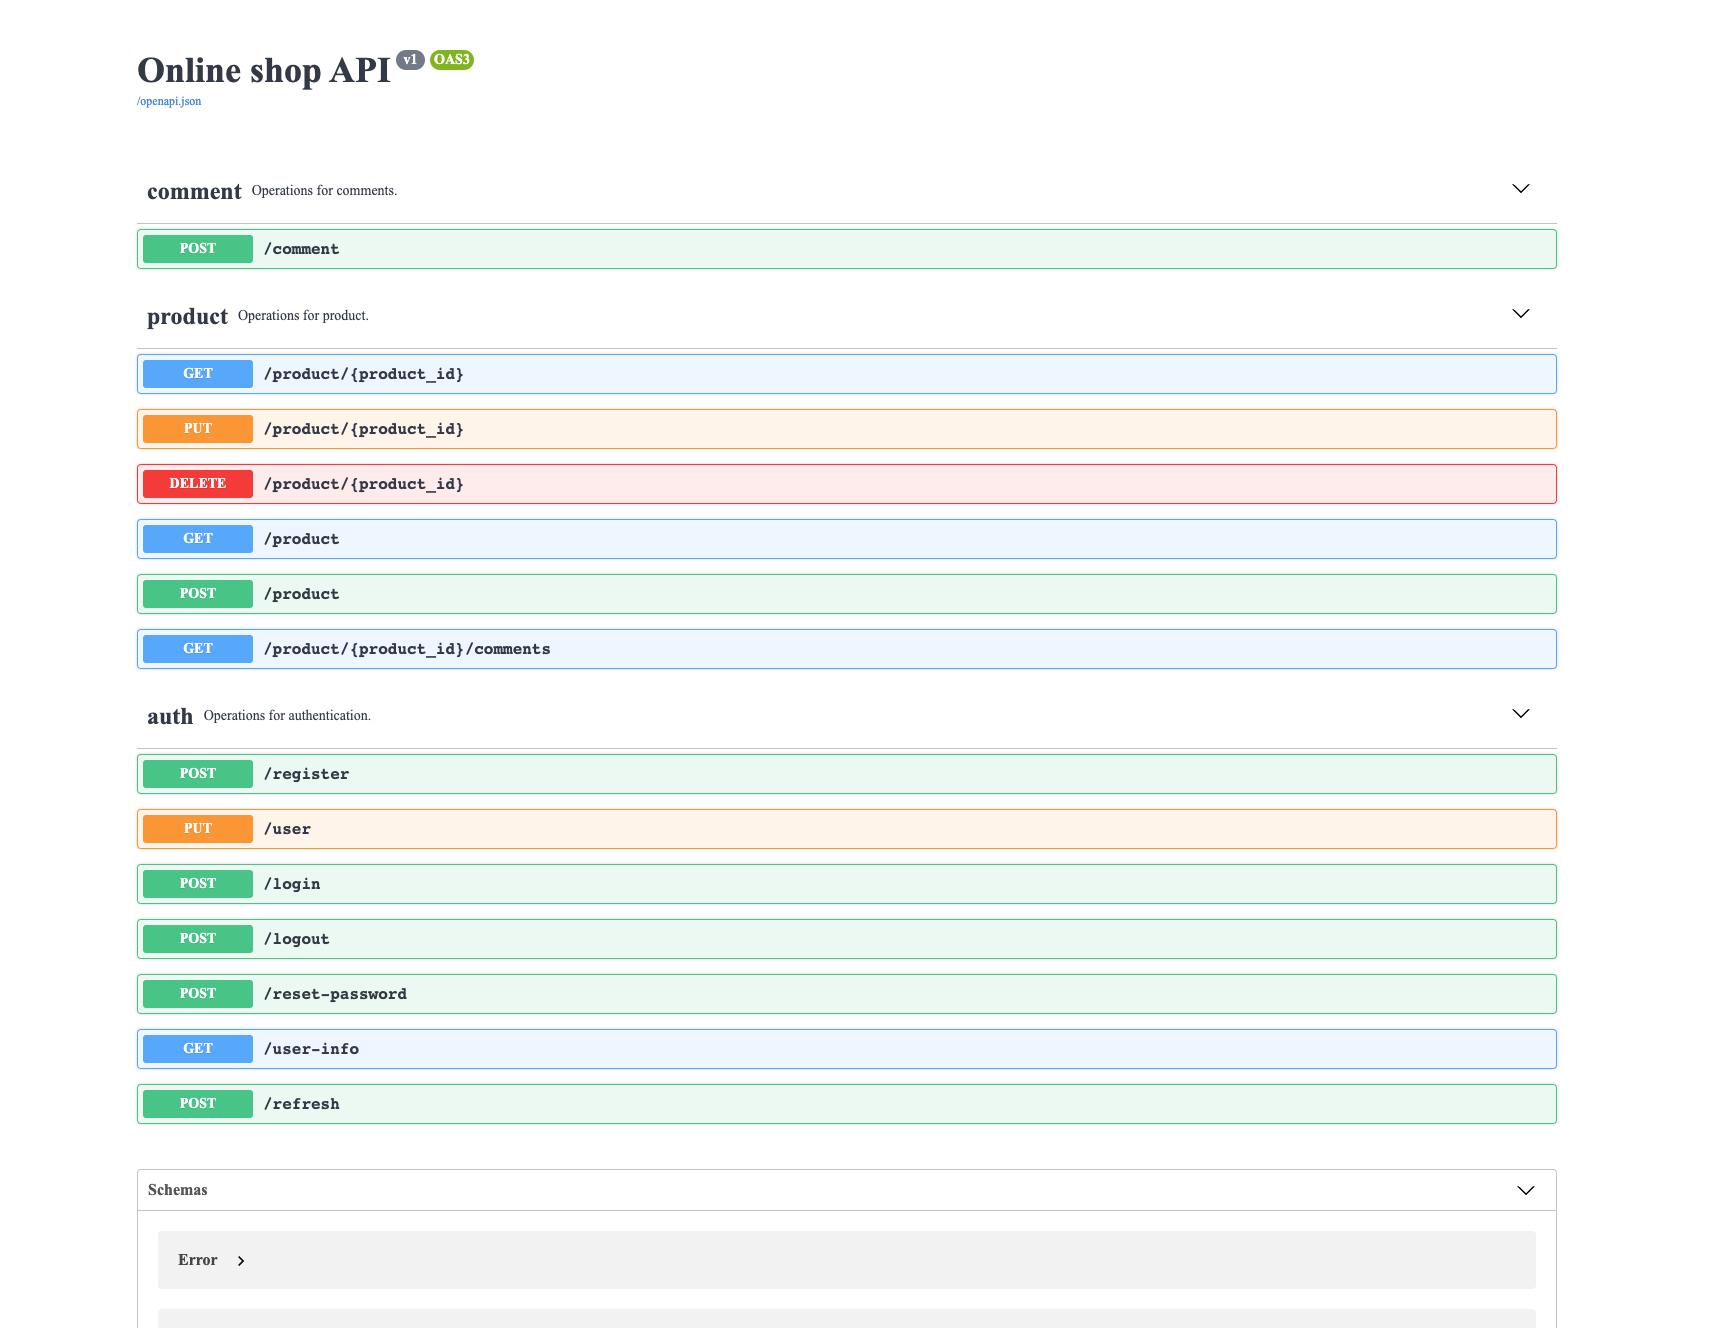 Online shop API v1 OAS3
/openapi.json
comment Operations for comments.
POST /comment
product Operations for product.
GET /product/{product_id}
PUT /product/{product_id}
DELETE /product/{product_id}
GET /product
POST /product
GET /product/{product_id}/comments
auth Operations for authentication.
POST /register
PUT /user
POST /login
POST /logout
POST /reset-password
GET /user-info
POST /refresh
Schemas
Error